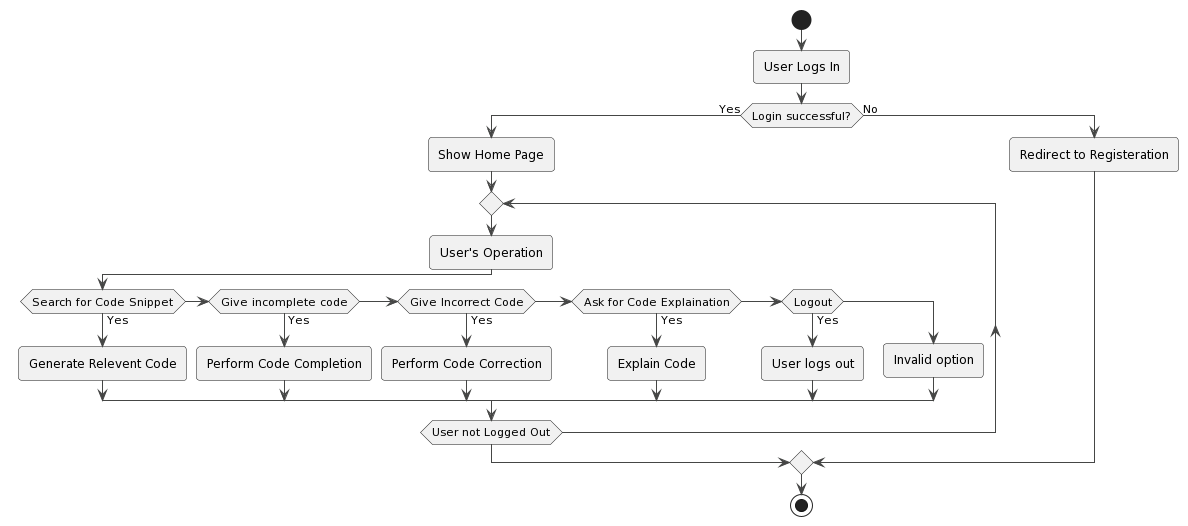 User Logs In
Yes
Login successful?
No
Show Home Page
Redirect to Registeration
User's Operation
Search for Code Snippet
Give incomplete code
Give Incorrect Code
Ask for Code Explaination
Logout
Yes
Yes
Yes
Yes
Yes
Generate Relevent Code
Perform Code Completion
Perform Code Correction
Explain Code
User logs out
Invalid option
User not Logged Out